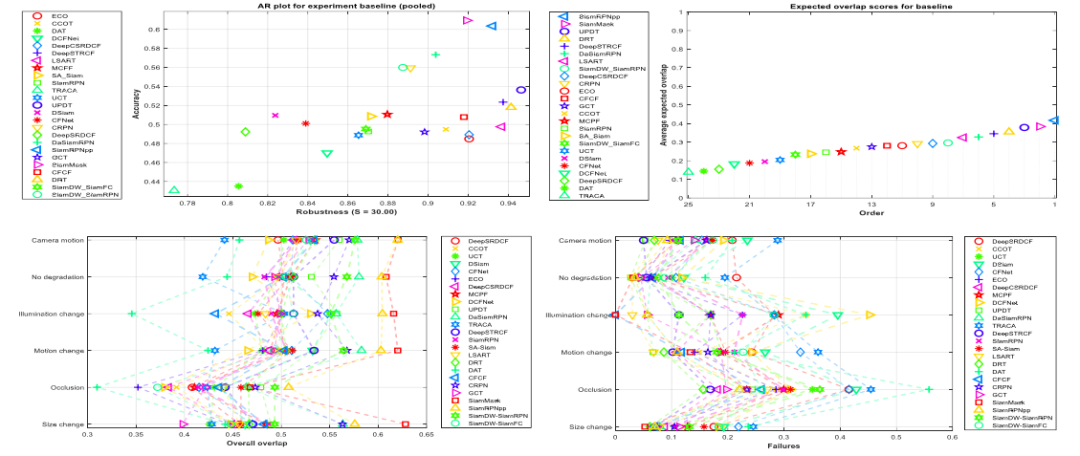 AR plot for experiment baseline (pooled)
ECO
CCOT
DAT
DCFNet
DeepCSRDCF
DeepSTRCF
LSART
MCPF
SA_Siam
SiamRPN
TRACA
UCT
UPDT
DSiam
CFNet
CRPN
DeepSRDCF
DaSiamRPN
SiamRPNpp
GCT
SiamMask
DRT
CFCF
SiamDW_SiamFC
SiamDW_SiamRPN
Accuracy
0.6
0.58
0.56
0.54
0.52
0.5
0.48
0.46
0.44
0.78 0.8 0.82 0.84 0.86 0.88 0.9 0.92 0.94
Robustness (S = 30.00)
Expected overlap scores for baseline
SiamRPNpp
SiamMask
UPDT
DRT
DeepSTRCF
DaSiamRPN
LSART
SiamDW_SiamRPN
DeepCSRDCF
CRPN
ECO
CFCF
GCT
CCOT
MCPF
SiamRPN
SA_Siam
SiamDW_SiamFC
UCT
DSiam
CFNet
DCFNet
DeepSRDCF
DAT
TRACA
Average expected overlap
1
0.9
0.8
0.7
0.6
0.5
0.4
0.3
0.2
0.1
0
25 21 17 13 9 5 1
Order
Camera motion
No degradation
Illumination change
Motion change
Occlusion
Size change
0.3 0.35 0.4 0.45 0.5 0.55 0.6 0.65
Overall overlap
DeepSRDCF
CCOT
UCT
DSiam
CFNet
ECO
DeepCSRDCF
MCPF
DCFNet
UPDT
DaSiamRPN
TRACA
DeepSTRCF
SiamRPN
SA-Siam
LSART
DRT
DAT
CFCF
CRPN
GCT
SiamMask
SiamRPNpp
SiamDW-SiamRPN
SiamDW-SiamFC
Camera motion
No degradation
Illumination change
Motion change
Occlusion
Size change
0 0.1 0.2 0.3 0.4 0.5 0.6
Failures
DeepSRDCF
CCOT
UCT
DSiam
CFNet
ECO
DeepCSRDCF
MCPF
DCFNet
UPDT
DaSiamRPN
TRACA
DeepSTRCF
SiamRPN
SA-Siam
LSART
DRT
DAT
CFCF
CRPN
GCT
SiamMask
SiamRPNpp
SiamDW-SiamRPN
SiamDW-SiamFC